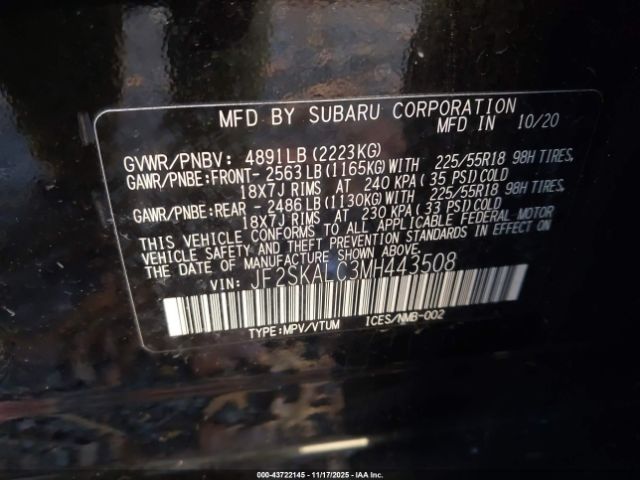 MFD BY SUBARU CORPORATION
MFD IN 10/20
GVWR/PNBV: 4891LB(2223KG)
GAWR/PNBE:FRONT-2563LB(1165KG)WITH 225/55R18 98H TIRES,
18X7J RIMS AT 240 KPA(35 PSI)COLD
GAWR/PNBE:REAR -2486LB(1130KG)WITH 225/55R18 98H TIRES,
18X7J RIMS AT 230 KPA(33 PSI)COLD
THIS VEHICLE CONFORMS TO ALL APPLICABLE FEDERAL MOTOR
VEHICLE SAFETY AND THEFT PREVENTION STANDARDS IN EFFECT ON
THE DATE OF MANUFACTURE SHOWN ABOVE.
VIN: JF2SKALC3MH443508
TYPE:MPV/VTUM ICES/NMB-002
000-43722145 - 11/17/2025 - IAA Inc.